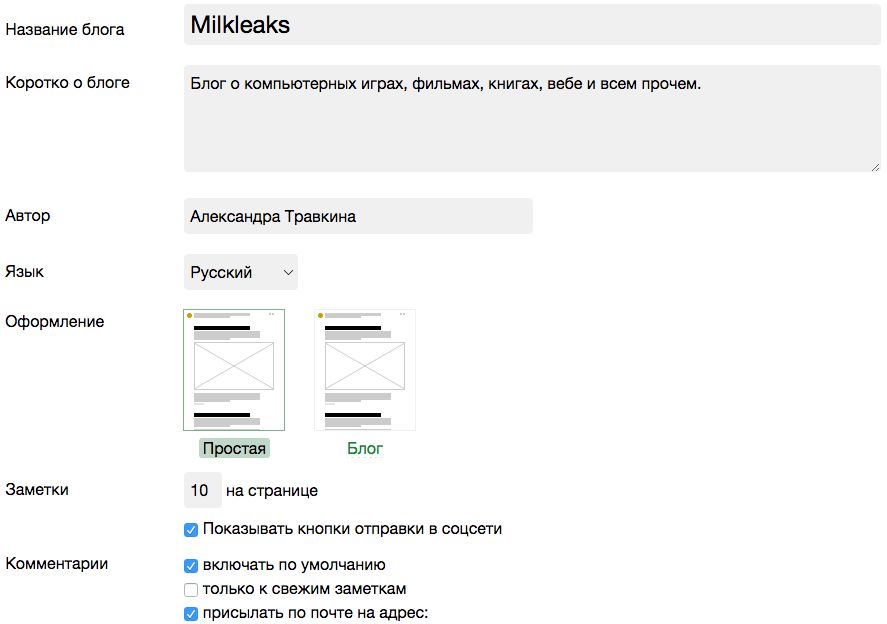 Название блога
Milkleaks
Коротко о блоге
Блог о компьютерных играх, фильмах, книгах, вебе и всем прочем.
Автор
Александра Травкина
Язык
Русский
Оформление
Простая
Блог
Заметки
10 на странице
Показывать кнопки отправки в соцсети
Комментарии
включать по умолчанию
только к свежим заметкам
присылать по почте на адрес: